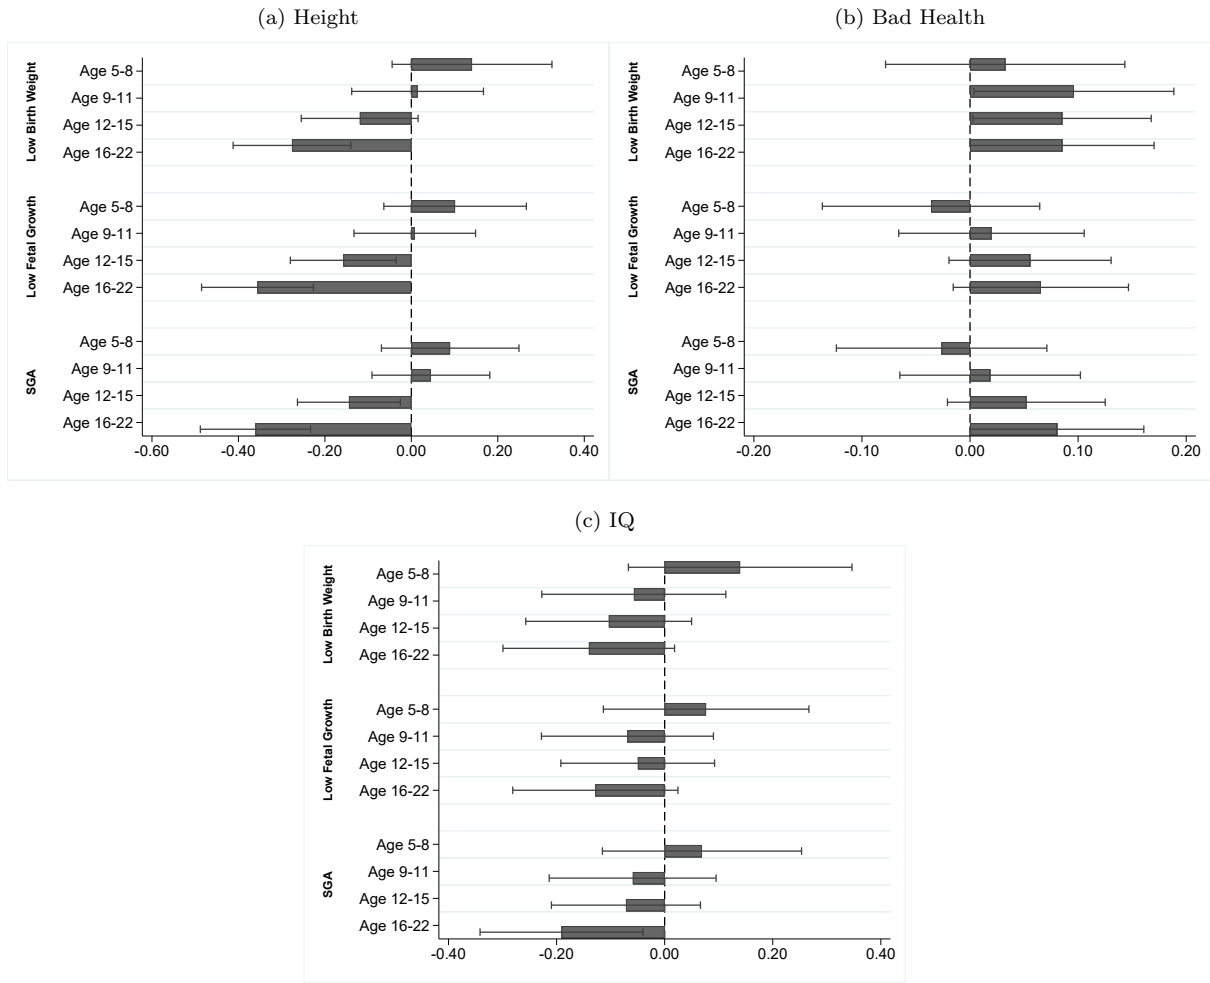 (a) Height
Low Birth Weight
Age 5-8
Age 9-11
Age 12-15
Age 16-22
Low Fetal Growth
Age 5-8
Age 9-11
Age 12-15
Age 16-22
SGA
Age 5-8
Age 9-11
Age 12-15
Age 16-22
-0.60 -0.40 -0.20 0.00 0.20 0.40
(b) Bad Health
Low Birth Weight
Age 5-8
Age 9-11
Age 12-15
Age 16-22
Low Fetal Growth
Age 5-8
Age 9-11
Age 12-15
Age 16-22
SGA
Age 5-8
Age 9-11
Age 12-15
Age 16-22
-0.20 -0.10 0.00 0.10 0.20
(c) IQ
Low Birth Weight
Age 5-8
Age 9-11
Age 12-15
Age 16-22
Low Fetal Growth
Age 5-8
Age 9-11
Age 12-15
Age 16-22
SGA
Age 5-8
Age 9-11
Age 12-15
Age 16-22
-0.40 -0.20 0.00 0.20 0.40